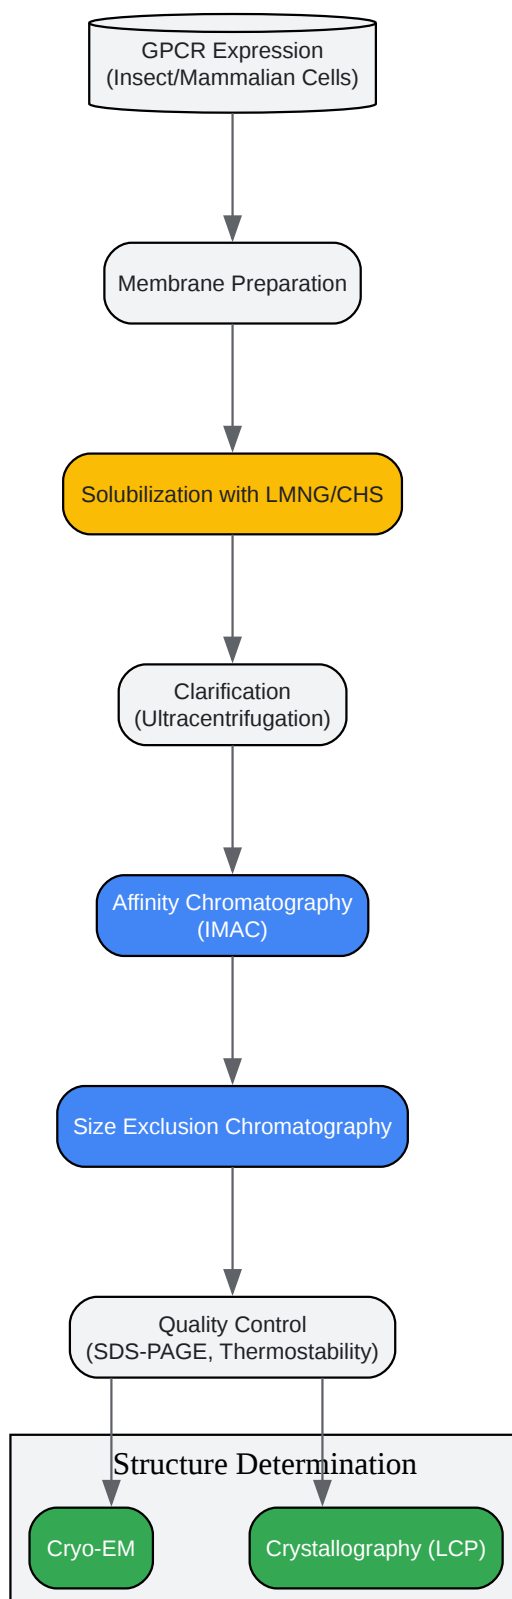 GPCR Expression
(Insect/Mammalian Cells)
Membrane Preparation
Solubilization with LMNG/CHS
Clarification
(Ultracentrifugation)
Affinity Chromatography
(IMAC)
Size Exclusion Chromatography
Quality Control
(SDS-PAGE, Thermostability)
Structure Determination
Cryo-EM
Crystallography (LCP)